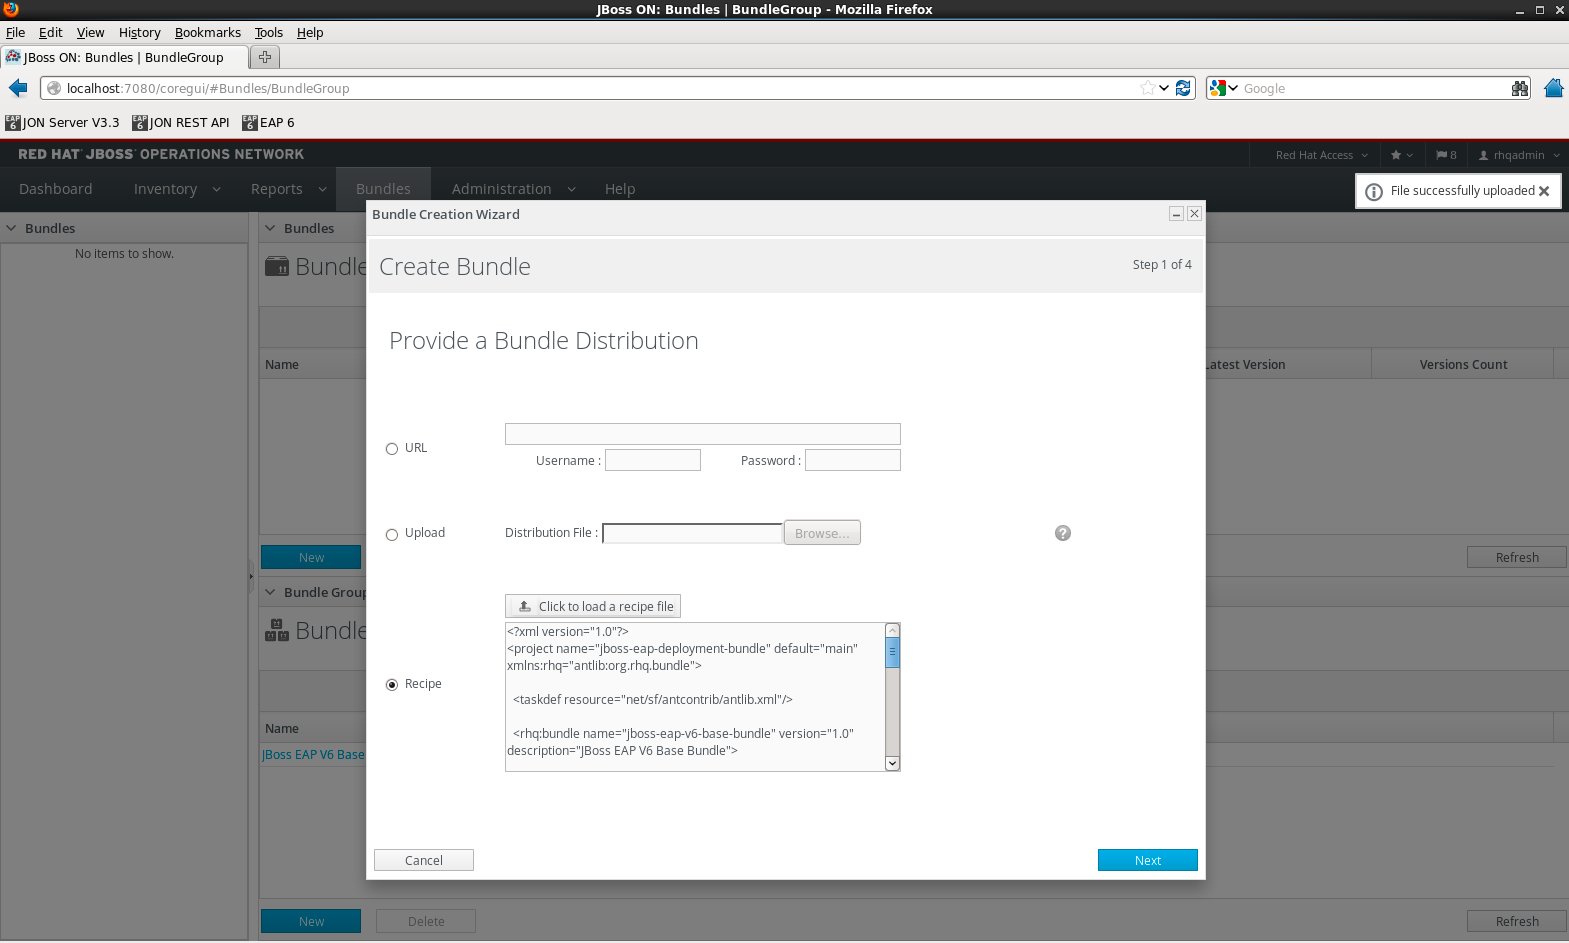 JBoss ON: Bundles | BundleGroup - Mozilla Firefox
File Edit View History Bookmarks Tools Help
JBoss ON: Bundles | BundleGroup
localhost:7080/coregui/#Bundles/BundleGroup
Google
EAP 6 JON Server V3.3 EAP 6 JON REST API EAP 6 EAP 6
RED HAT JBOSS OPERATIONS NETWORK
Red Hat Access 8 rhqadmin
Dashboard Inventory Reports Bundles Administration Help
File successfully uploaded
Bundles
No items to show.
Bundles
Bundle
Name Latest Version Versions Count
New Refresh
Bundle Group
Bundle
Name
JBoss EAP V6 Base
New Delete Refresh
Bundle Creation Wizard
Create Bundle
Step 1 of 4
Provide a Bundle Distribution
URL
Username : Password :
Upload Distribution File : Browse... ?
Click to load a recipe file
Recipe
<?xml version="1.0"?>
<project name="jboss-eap-deployment-bundle" default="main"
xmlns:rhq="antlib:org.rhq.bundle">
<taskdef resource="net/sf/antcontrib/antlib.xml"/>
<rhq:bundle name="jboss-eap-v6-base-bundle" version="1.0"
description="JBoss EAP V6 Base Bundle">
Cancel Next